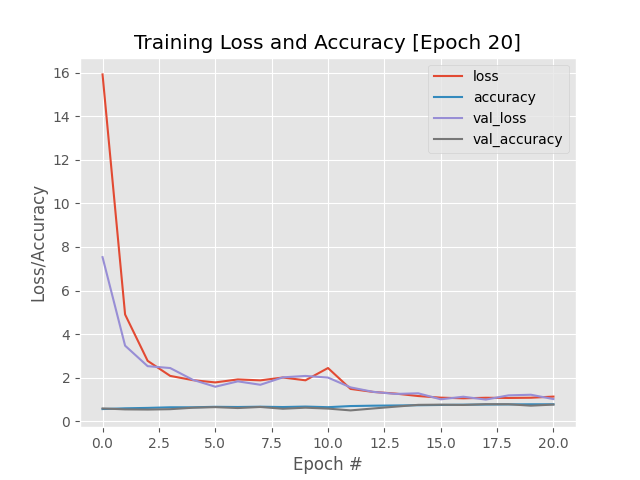 Training Loss and Accuracy [Epoch 20]
16
14
12
10
8
6
4
2
0
Loss/Accuracy
loss
accuracy
val_loss
val_accuracy
0.0 2.5 5.0 7.5 10.0 12.5 15.0 17.5 20.0
Epoch #